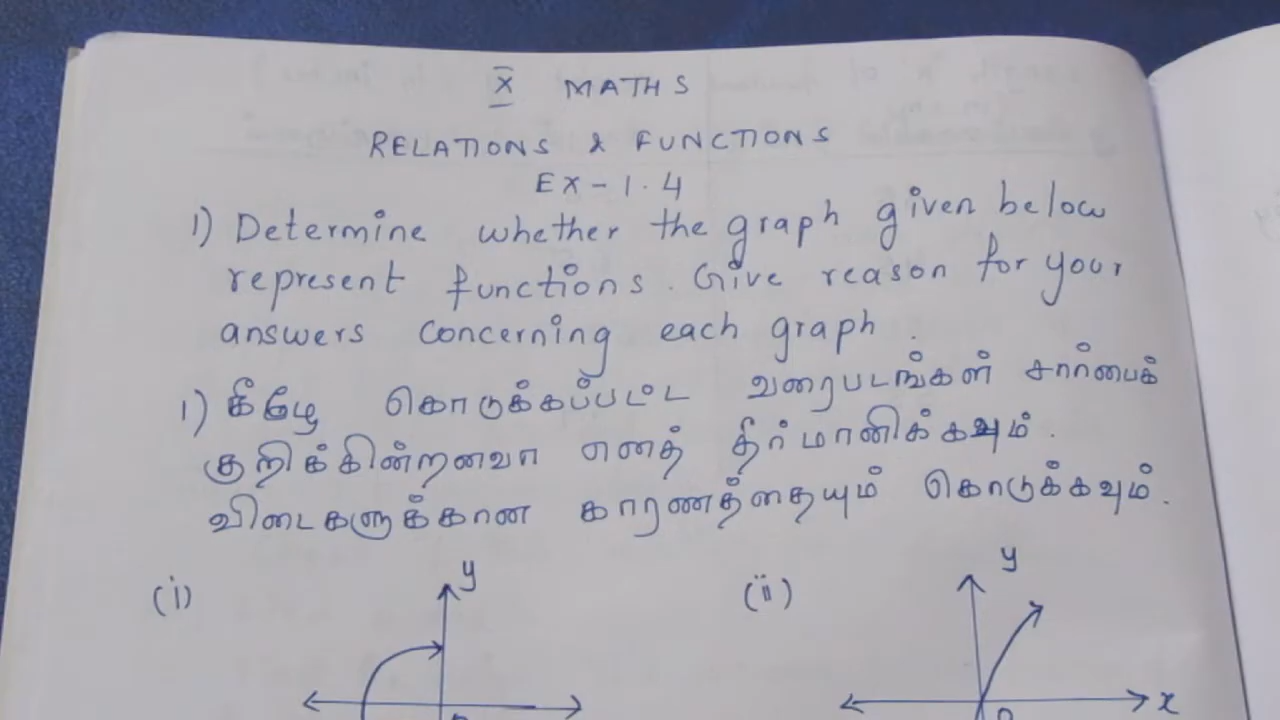 X MATHS
RELATIONS & FUNCTIONS
EX - 1.4
1) Determine whether the graph given below
represent functions. Give reason for your
answers concerning each graph.
1) கீழே கொடுக்கப்பட்ட வரைபடங்கள் சார்பைக்
குறிக்கின்றனவா எனத் தீர்மானிக்கவும்.
விடைகளுக்கான காரணத்தையும் கொடுக்கவும்.
(i) y (ii) y
x